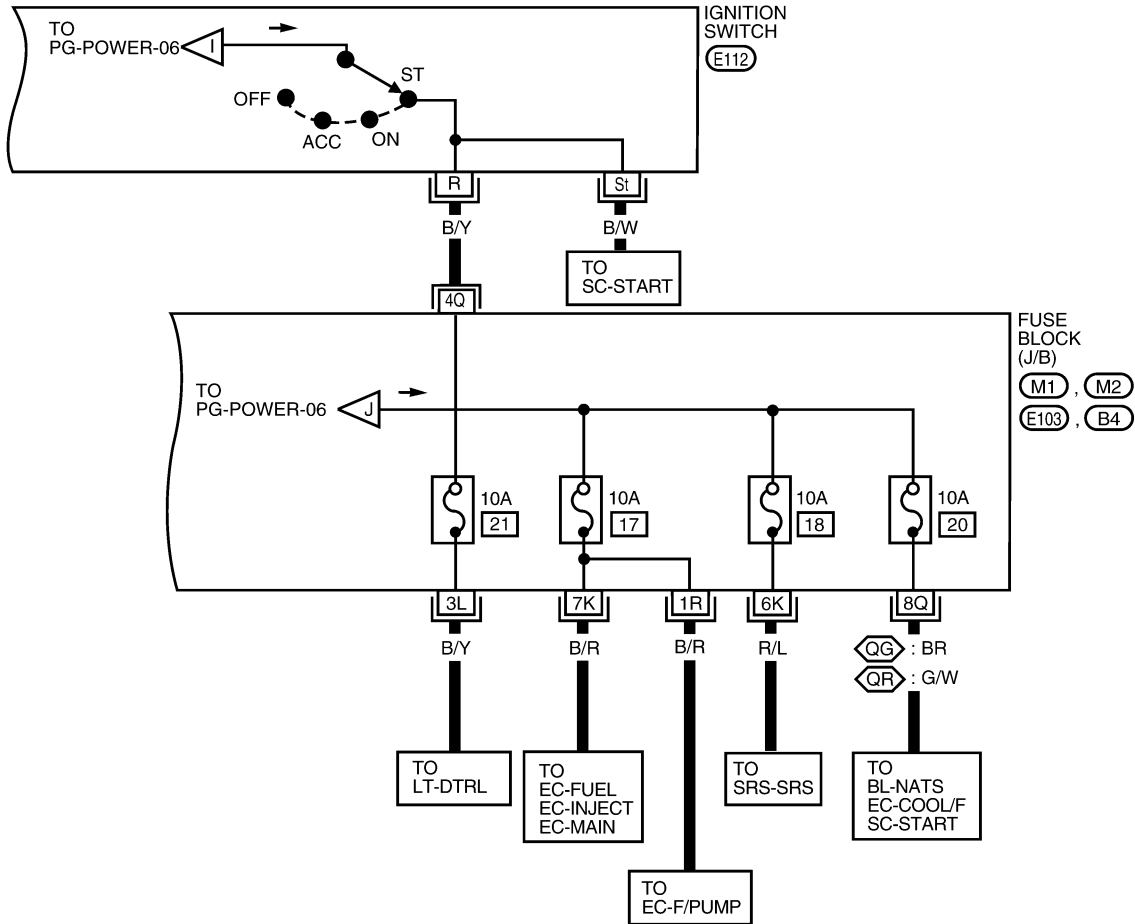 IGNITION
SWITCH
E112
TO
PG-POWER-06
I
ST
OFF
ACC
ON
R
St
B/Y
B/W
TO
SC-START
4Q
FUSE
BLOCK
(J/B)
M1 , M2
E103 , B4
TO
PG-POWER-06
J
10A
21
10A
17
10A
18
10A
20
3L
7K
1R
6K
8Q
B/Y
B/R
B/R
R/L
QG : BR
QR : G/W
TO
LT-DTRL
TO
EC-FUEL
EC-INJECT
EC-MAIN
TO
SRS-SRS
TO
BL-NATS
EC-COOL/F
SC-START
TO
EC-F/PUMP